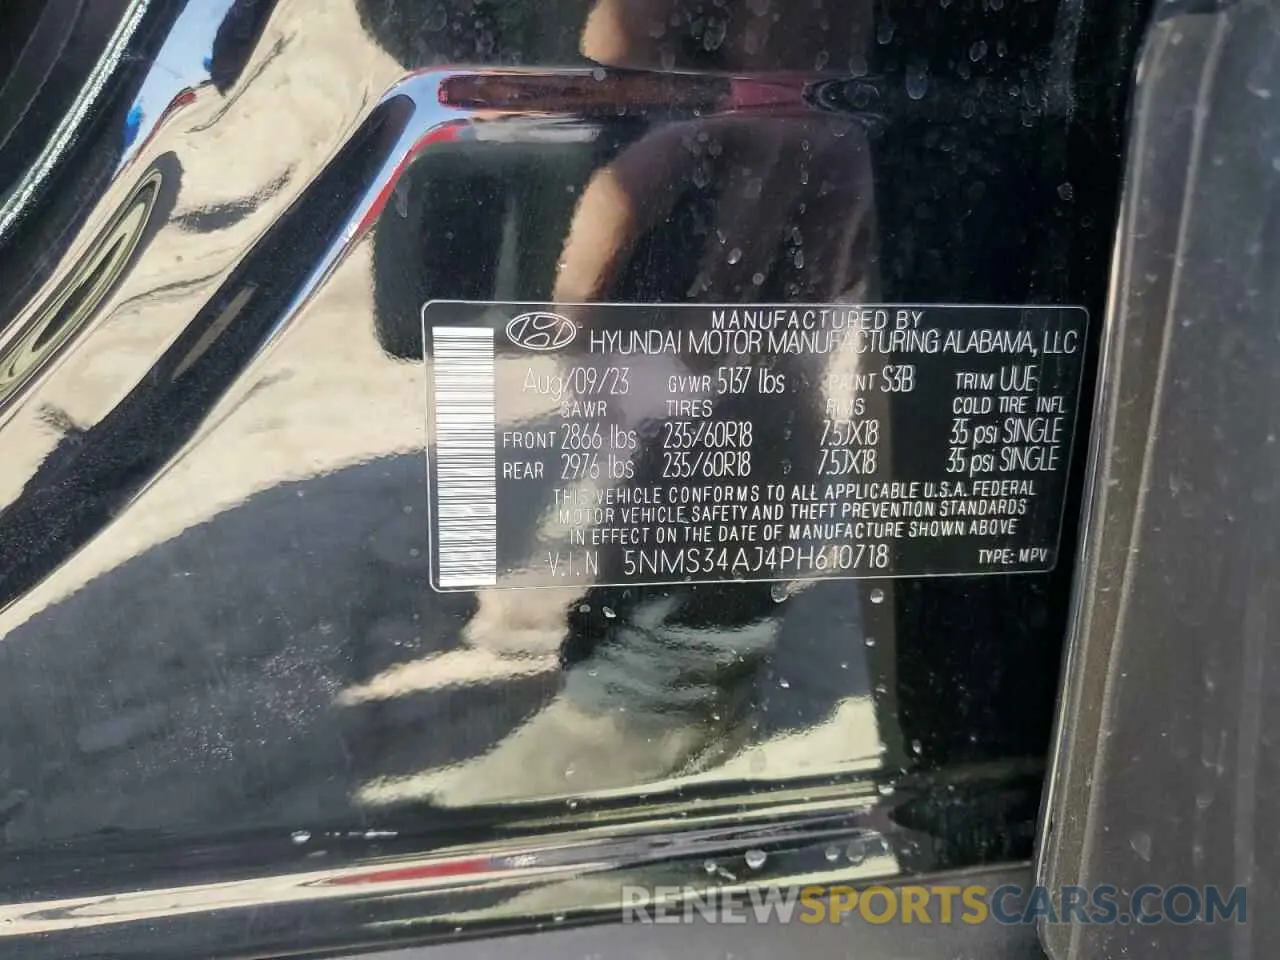 MANUFACTURED BY
HYUNDAI MOTOR MANUFACTURING ALABAMA, LLC
Aug/09/23 GVWR 5137 lbs PAINT S3B TRIM UUE
GAWR TIRES RIMS COLD TIRE INFL
FRONT 2866 lbs 235/60R18 7.5JX18 35 psi SINGLE
REAR 2976 lbs 235/60R18 7.5JX18 35 psi SINGLE
THIS VEHICLE CONFORMS TO ALL APPLICABLE U.S.A. FEDERAL
MOTOR VEHICLE SAFETY AND THEFT PREVENTION STANDARDS
IN EFFECT ON THE DATE OF MANUFACTURE SHOWN ABOVE
V.I.N 5NMS34AJ4PH610718 TYPE: MPV
RENEWSPORTSCARS.COM